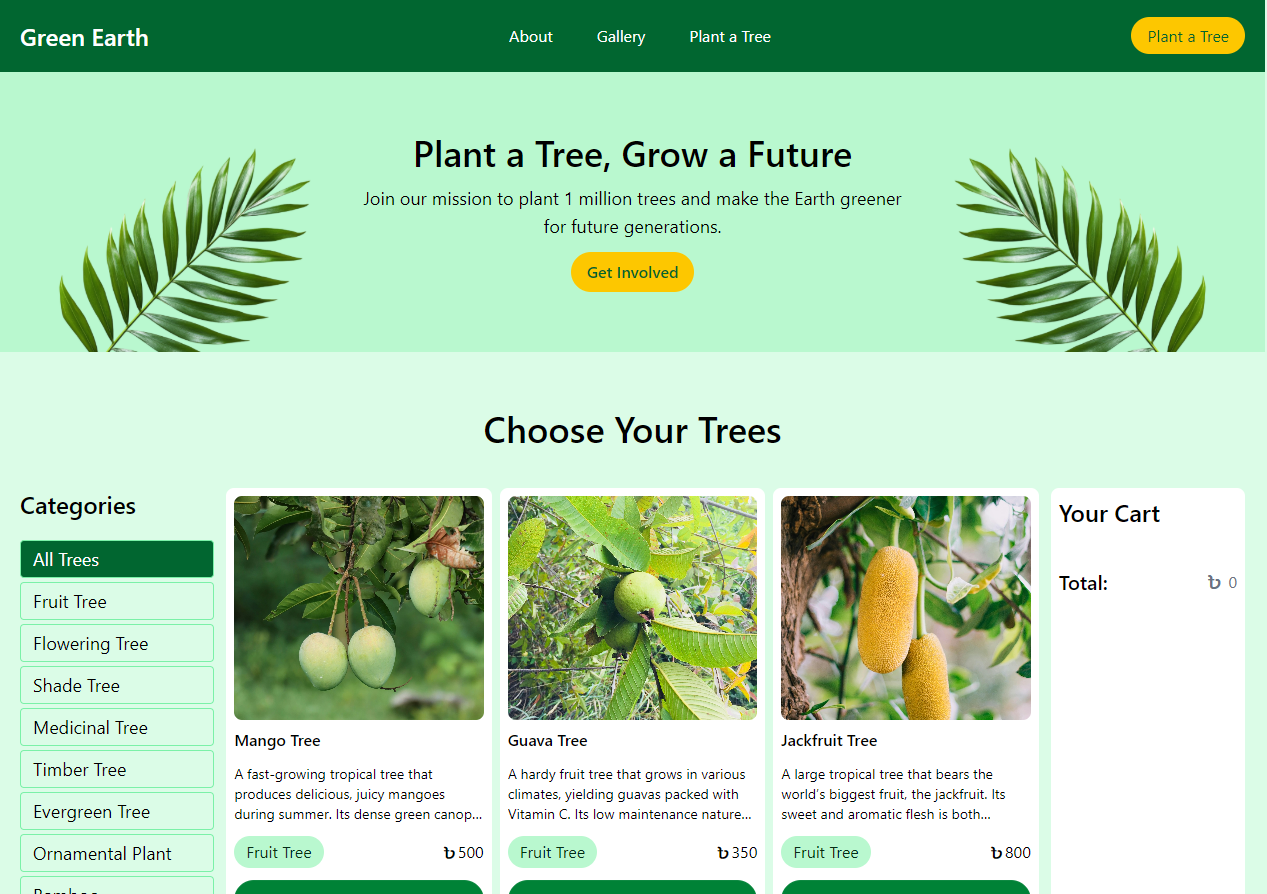 Green Earth
About
Gallery
Plant a Tree
Plant a Tree
Plant a Tree, Grow a Future
Join our mission to plant 1 million trees and make the Earth greener
for future generations.
Get Involved
Choose Your Trees
Categories
All Trees
Fruit Tree
Flowering Tree
Shade Tree
Medicinal Tree
Timber Tree
Evergreen Tree
Ornamental Plant
Bamboo
Mango Tree
A fast-growing tropical tree that
produces delicious, juicy mangoes
during summer. Its dense green canop...
Fruit Tree
৳500
Guava Tree
A hardy fruit tree that grows in various
climates, yielding guavas packed with
Vitamin C. Its low maintenance nature...
Fruit Tree
৳350
Jackfruit Tree
A large tropical tree that bears the
world’s biggest fruit, the jackfruit. Its
sweet and aromatic flesh is both...
Fruit Tree
৳800
Your Cart
Total:
৳ 0